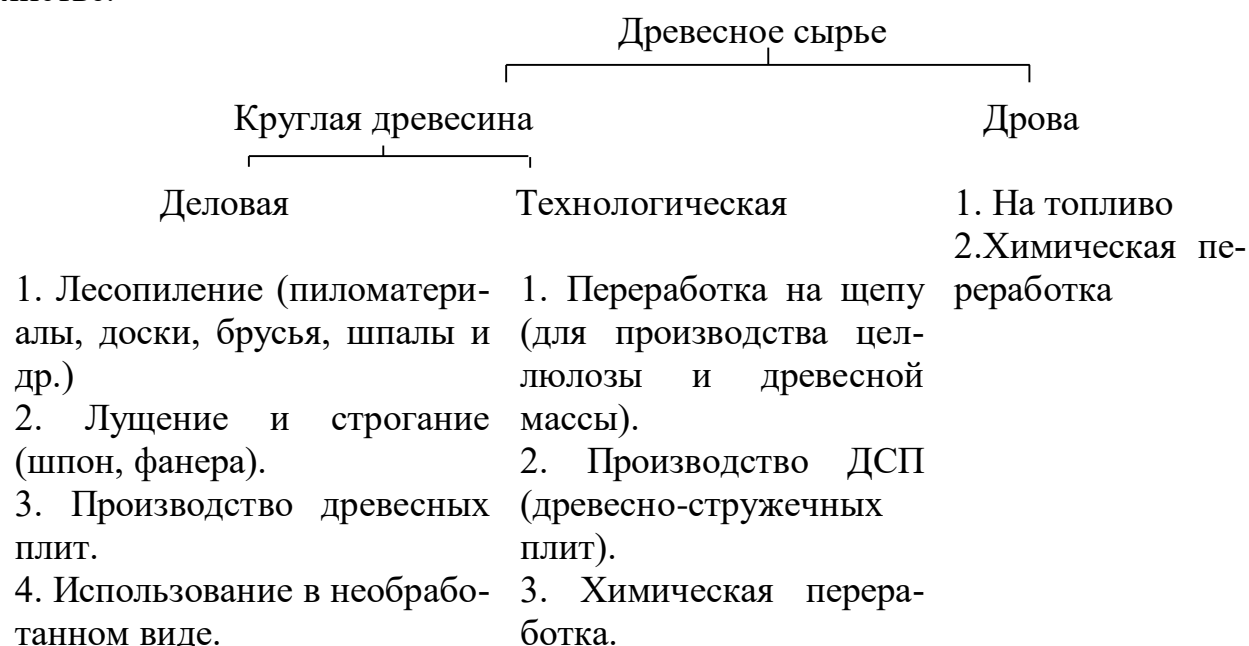 Древесное сырье
Круглая древесина
Дрова
Деловая
Технологическая
1. На топливо
2.Химическая пе-
реработка
1. Лесопиление (пиломатери-
алы, доски, брусья, шпалы и
др.)
2. Лущение и строгание
(шпон, фанера).
3. Производство древесных
плит.
4. Использование в необрабо-
танном виде.
1. Переработка на щепу
(для производства цел-
люлозы и древесной
массы).
2. Производство ДСП
(древесно-стружечных
плит).
3. Химическая перера-
ботка.